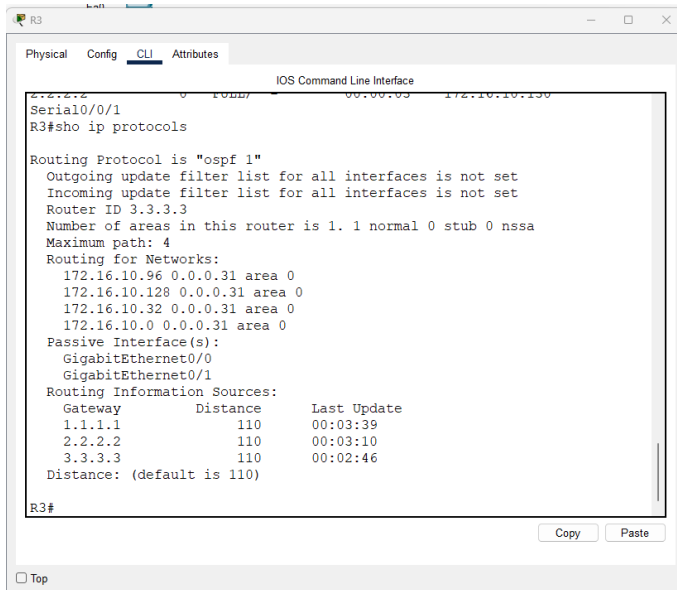 R3
Physical Config CLI Attributes
IOS Command Line Interface
Serial0/0/1
R3#sho ip protocols
Routing Protocol is "ospf 1"
Outgoing update filter list for all interfaces is not set
Incoming update filter list for all interfaces is not set
Router ID 3.3.3.3
Number of areas in this router is 1. 1 normal 0 stub 0 nssa
Maximum path: 4
Routing for Networks:
172.16.10.96 0.0.0.31 area 0
172.16.10.128 0.0.0.31 area 0
172.16.10.32 0.0.0.31 area 0
172.16.10.0 0.0.0.31 area 0
Passive Interface(s):
GigabitEthernet0/0
GigabitEthernet0/1
Routing Information Sources:
Gateway Distance Last Update
1.1.1.1 110 00:03:39
2.2.2.2 110 00:03:10
3.3.3.3 110 00:02:46
Distance: (default is 110)
R3#
Copy Paste
Top